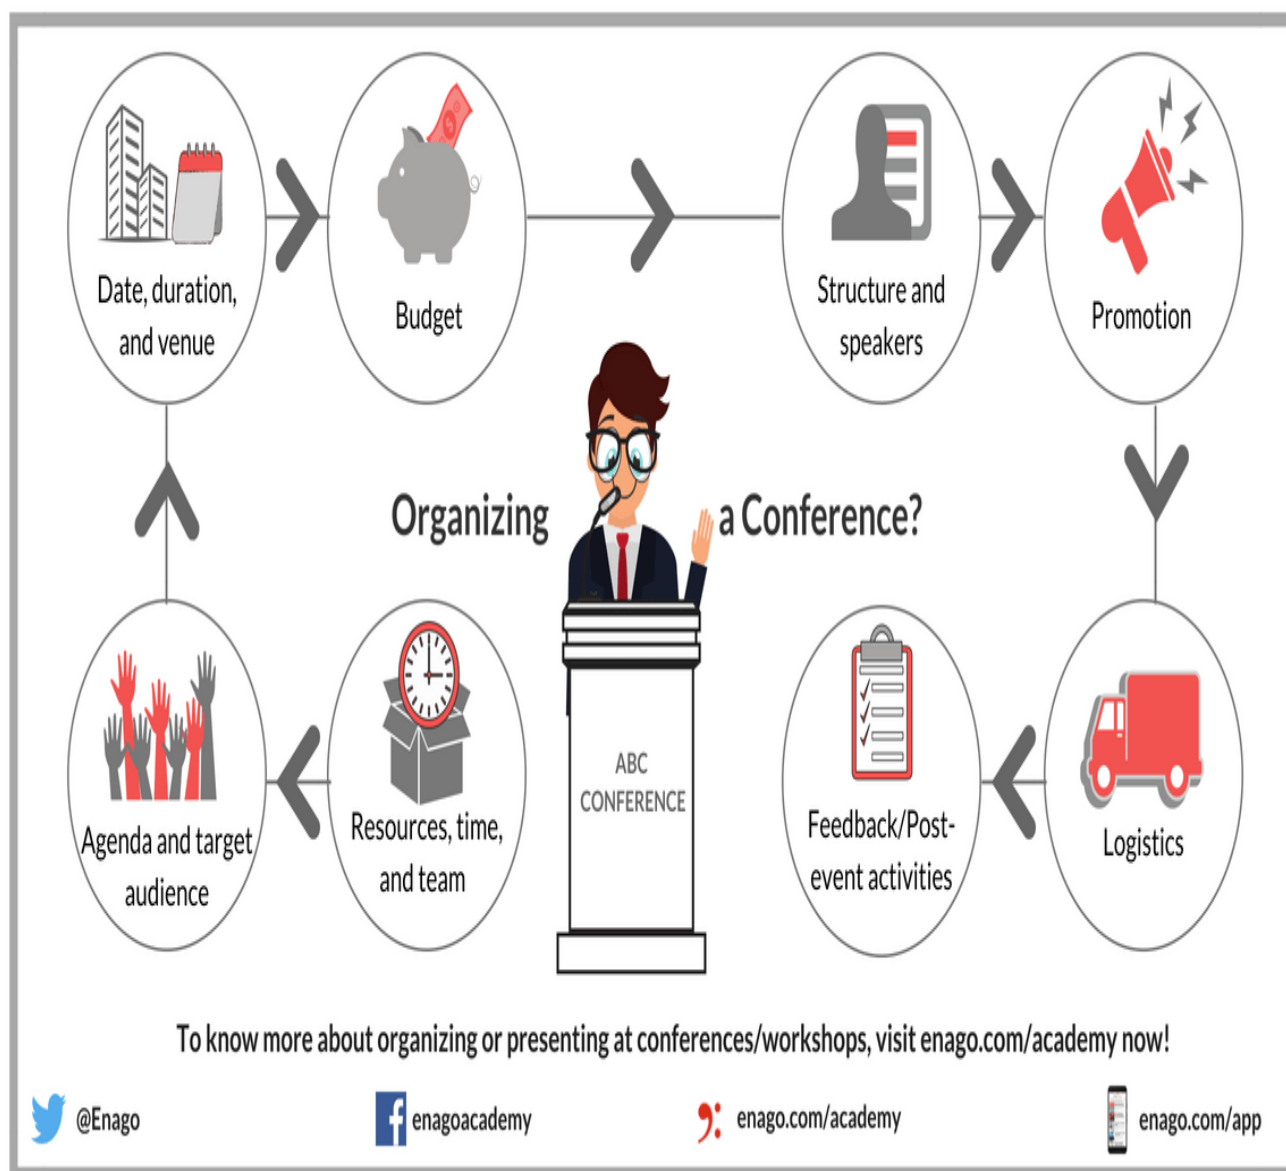 Date, duration,
and venue
Budget
Structure and
speakers
Promotion
Organizing a Conference?
Agenda and target
audience
Resources, time,
and team
ABC
CONFERENCE
Feedback/Post-
event activities
Logistics
To know more about organizing or presenting at conferences/workshops, visit enago.com/academy now!
@Enago
enagoacademy
enago.com/academy
enago.com/app